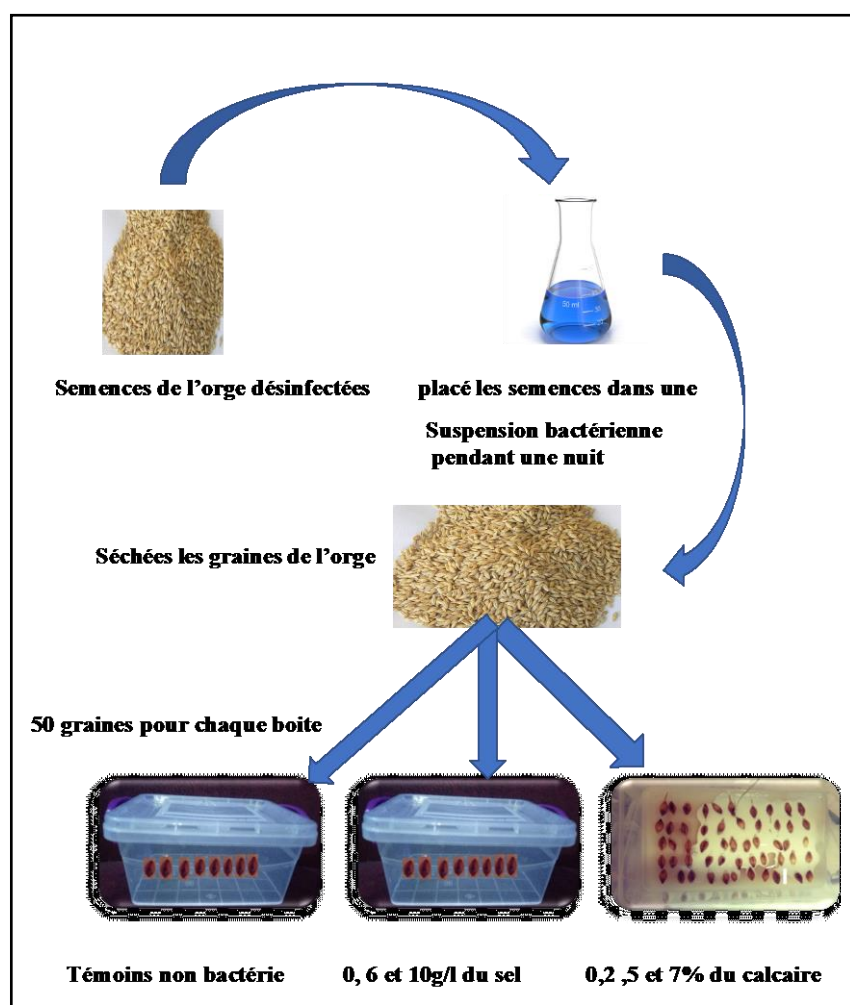 50 ml
Semences de l'orge désinfectées
placé les semences dans une
Suspension bactérienne
pendant une nuit
Séchées les graines de l'orge
50 graines pour chaque boite
Témoins non bactérie
0, 6 et 10g/l du sel
0,2 ,5 et 7% du calcaire